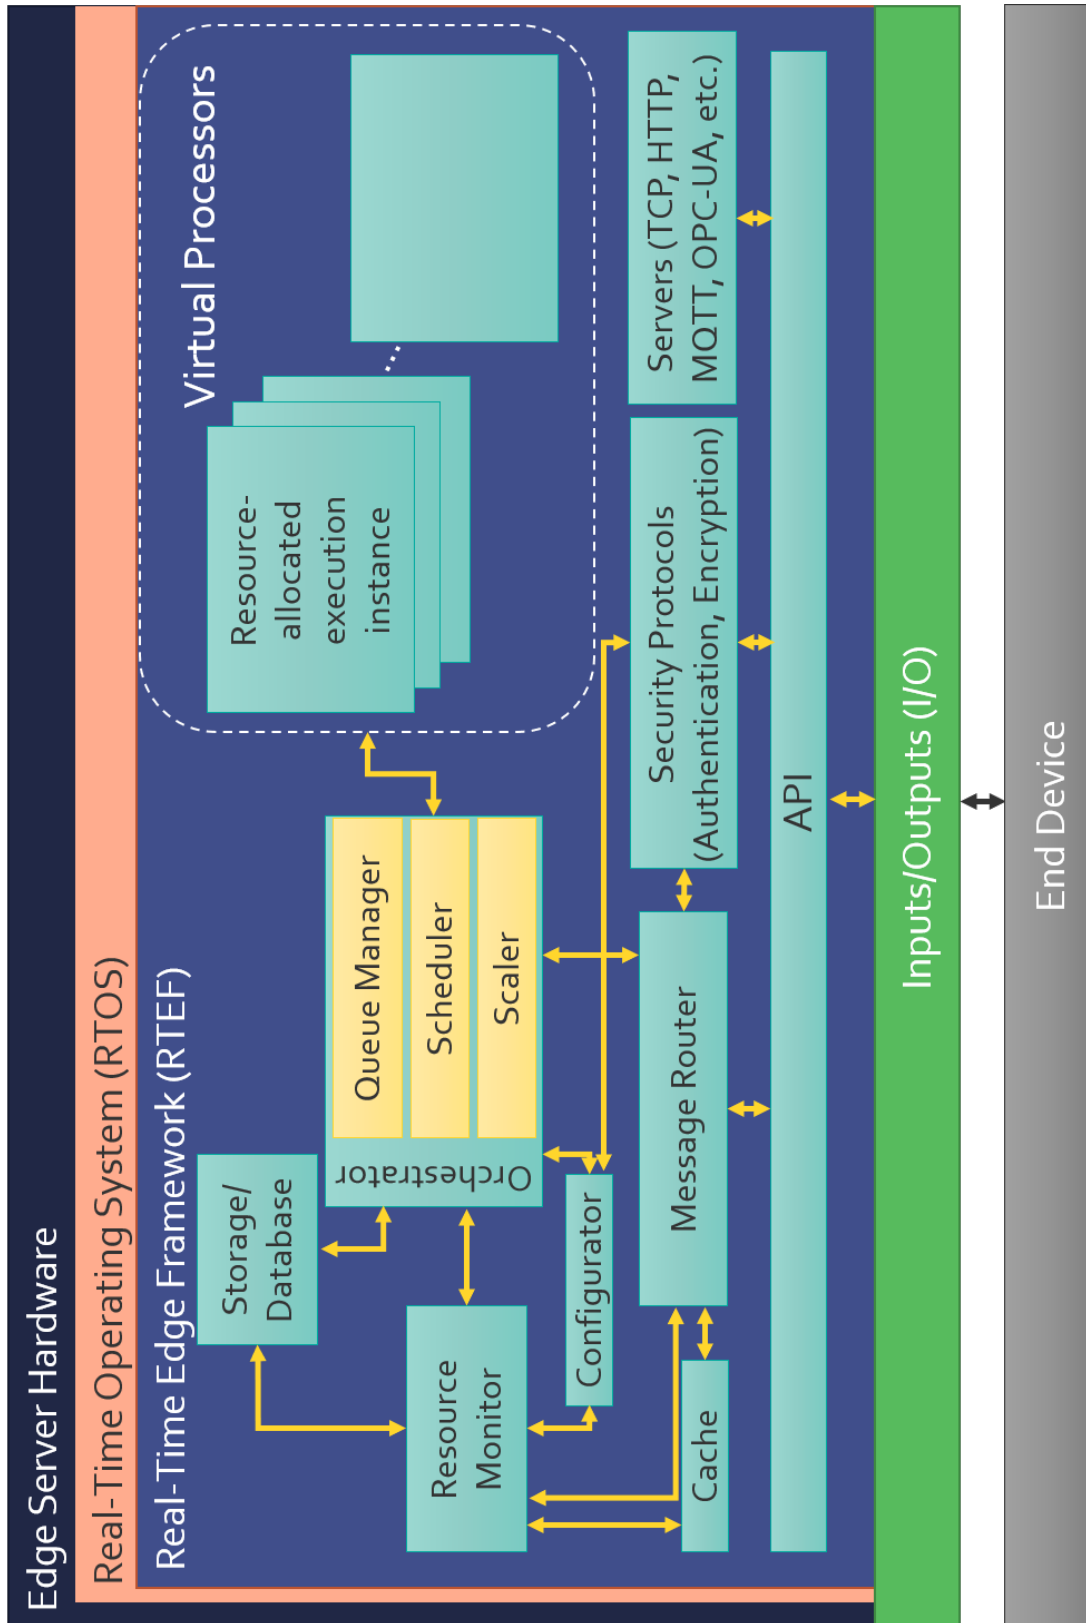 Edge Server Hardware
Real-Time Operating System (RTOS)
Real-Time Edge Framework (RTEF)
Virtual Processors
Storage/
Database
Resource-
allocated
execution
instance
Orchestrator
Queue Manager
Scheduler
Scaler
Resource
Monitor
Configurator
Cache
Message Router
Security Protocols
(Authentication, Encryption)
Servers (TCP, HTTP,
MQTT, OPC-UA, etc.)
API
Inputs/Outputs (I/O)
End Device